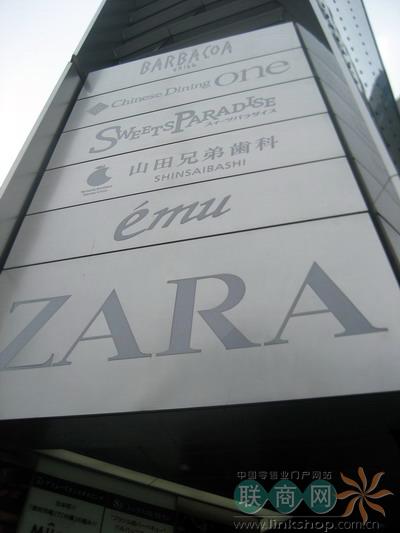 BARBACOA
GRILL
Chinese Dining One
SWEETS PARADISE
スイーツパラダイス
山田兄弟歯科
SHINSAIBASHI
ému
ZARA
中国零售业门户网站
联商网
www.linkshop.com.cn